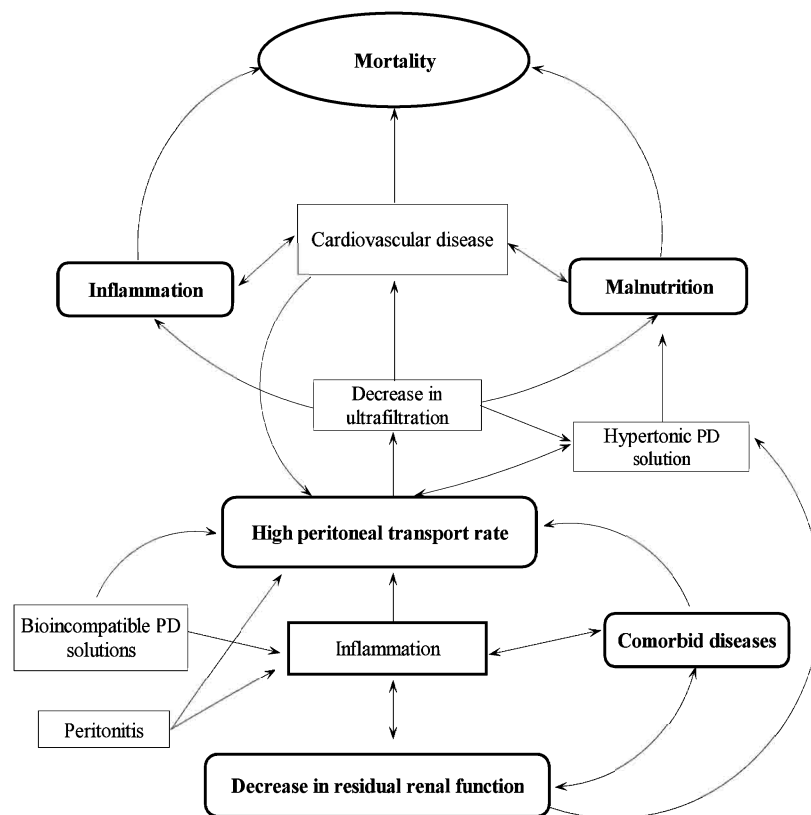 Mortality
Cardiovascular disease
Inflammation
Malnutrition
Decrease in
ultrafiltration
Hypertonic PD
solution
High peritoneal transport rate
Bioincompatible PD
solutions
Inflammation
Comorbid diseases
Peritonitis
Decrease in residual renal function